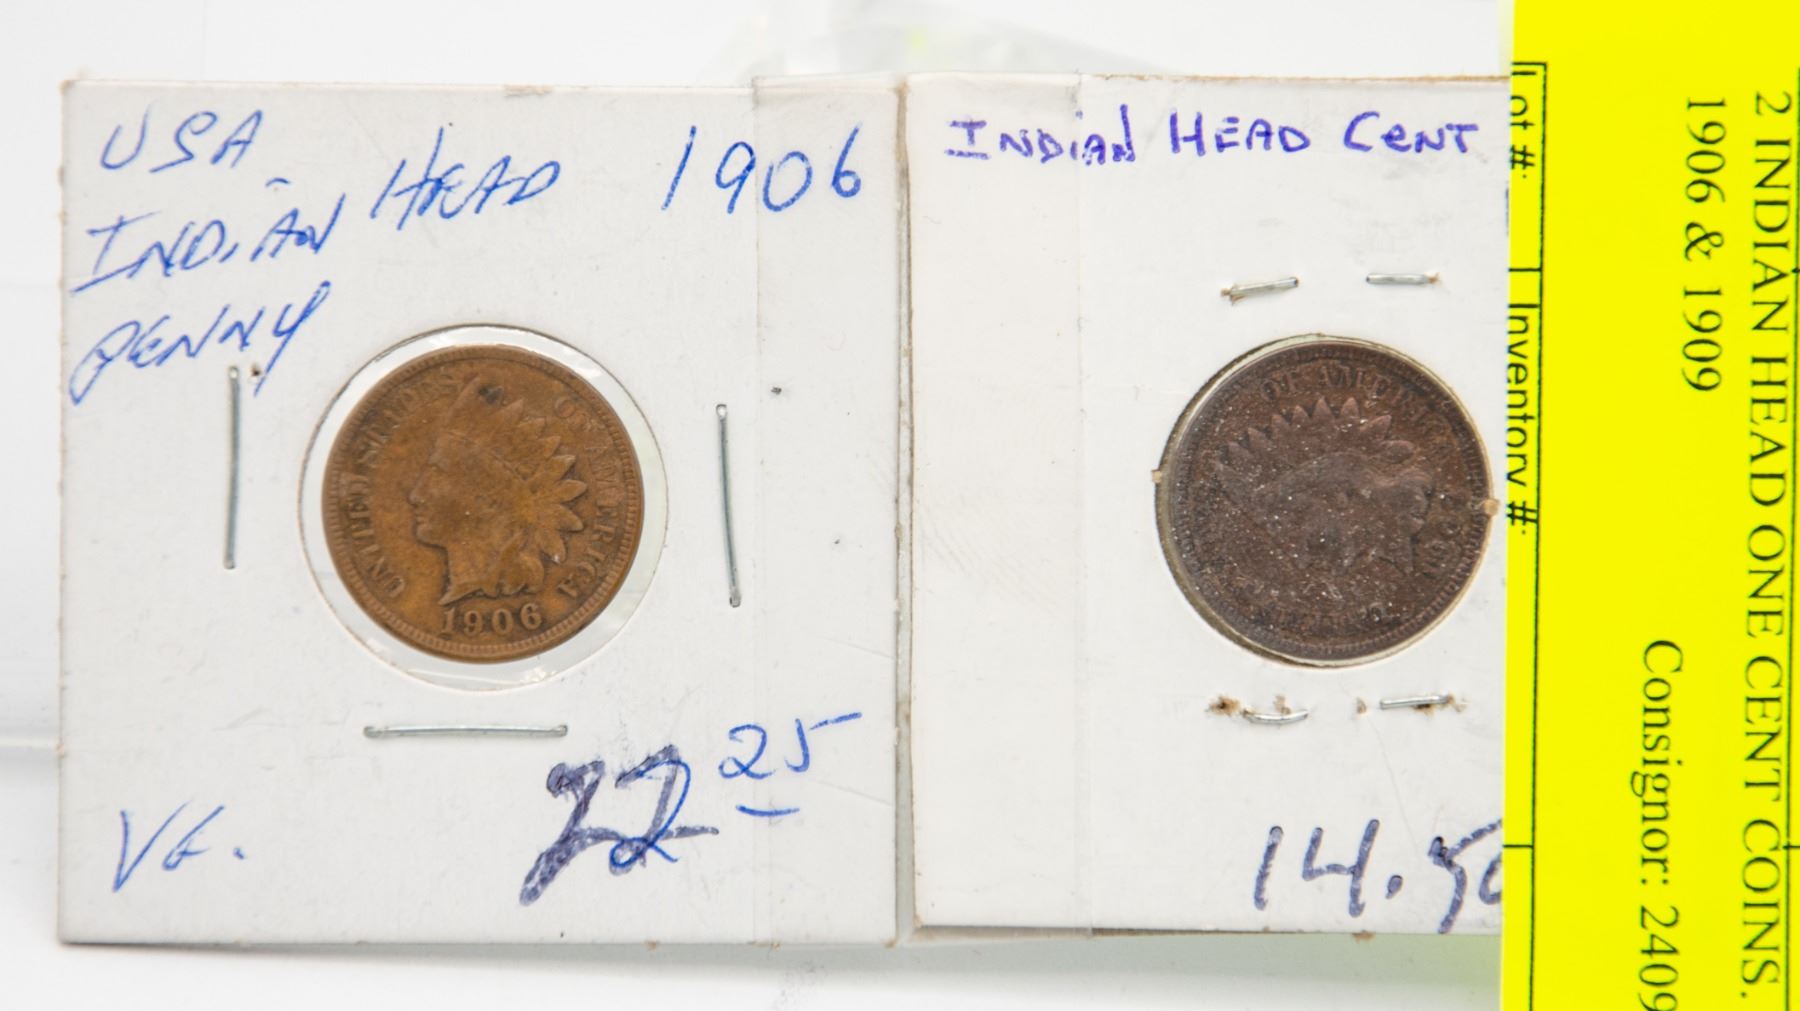 USA
INDIAN HEAD 1906
PENNY
VG.
22 25
UNITED STATES OF AMERICA
1906
INDIAN HEAD CENT
OF AMERICA
14.50
Lot #:
Inventory #:
2 INDIAN HEAD ONE CENT COINS.
1906 & 1909
Consignor: 2409